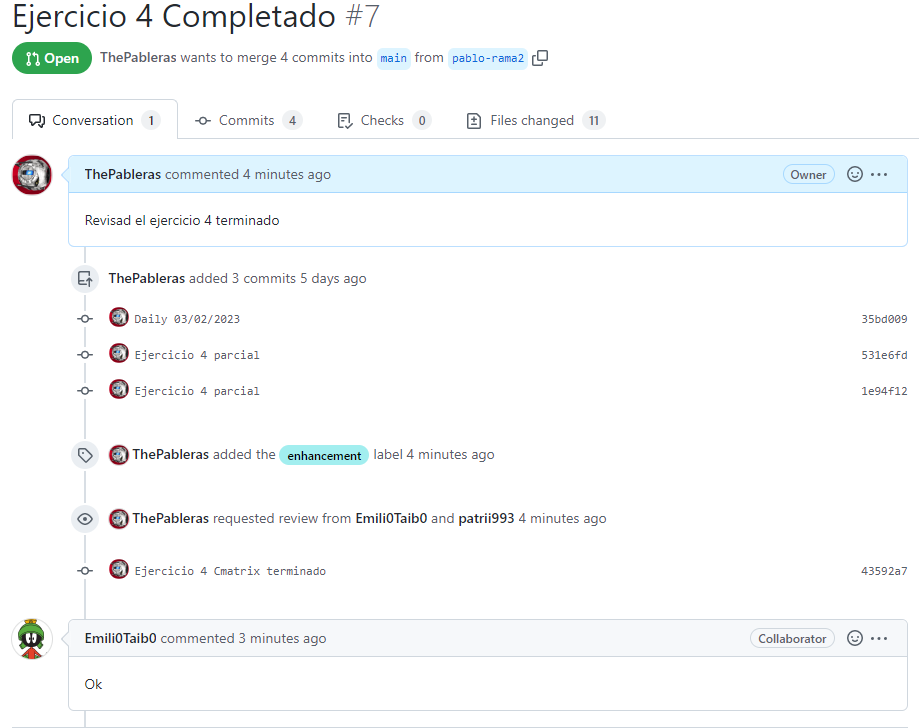 Ejercicio 4 Completado #7
Open ThePableras wants to merge 4 commits into main from pablo-rama2
Conversation 1 Commits 4 Checks 0 Files changed 11
ThePableras commented 4 minutes ago Owner
Revisad el ejercicio 4 terminado
ThePableras added 3 commits 5 days ago
Daily 03/02/2023 35bd009
Ejercicio 4 parcial 531e6fd
Ejercicio 4 parcial 1e94f12
ThePableras added the enhancement label 4 minutes ago
ThePableras requested review from Emili0Taib0 and patrii993 4 minutes ago
Ejercicio 4 Cmatrix terminado 43592a7
Emili0Taib0 commented 3 minutes ago Collaborator
Ok